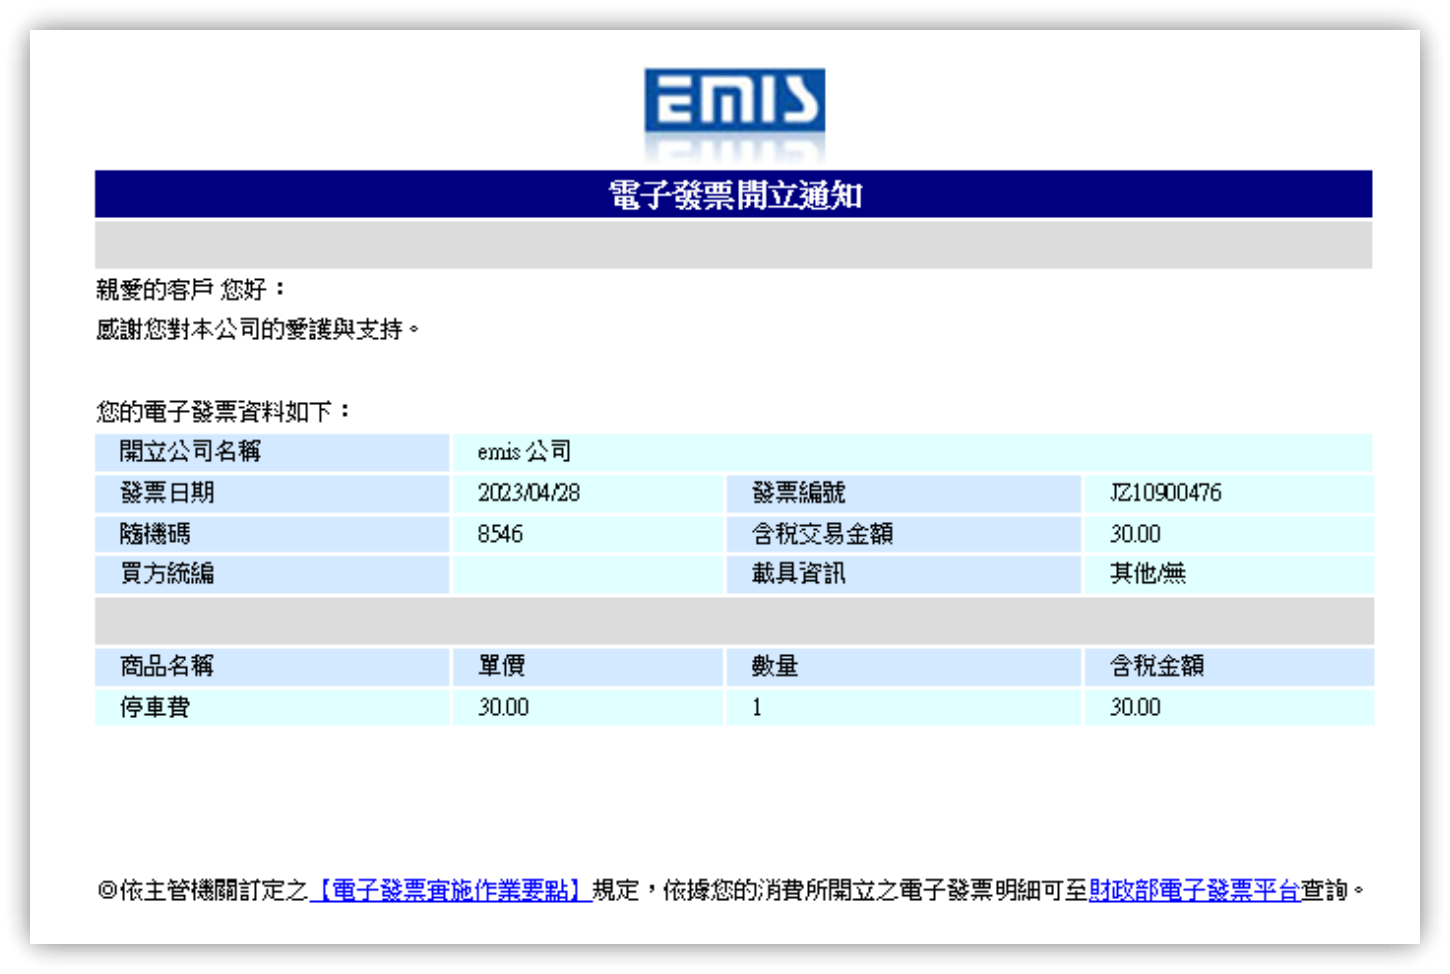 EMIS
電子發票開立通知
親愛的客戶 您好：
感謝您對本公司的愛護與支持。
您的電子發票資料如下：
開立公司名稱 emis 公司
發票日期 2023/04/28 發票編號 JZ10900476
隨機碼 8546 含稅交易金額 30.00
買方統編 載具資訊 其他/無
商品名稱 單價 數量 含稅金額
停車費 30.00 1 30.00
◎依主管機關訂定之【電子發票實施作業要點】規定，依據您的消費所開立之電子發票明細可至財政部電子發票平台查詢。